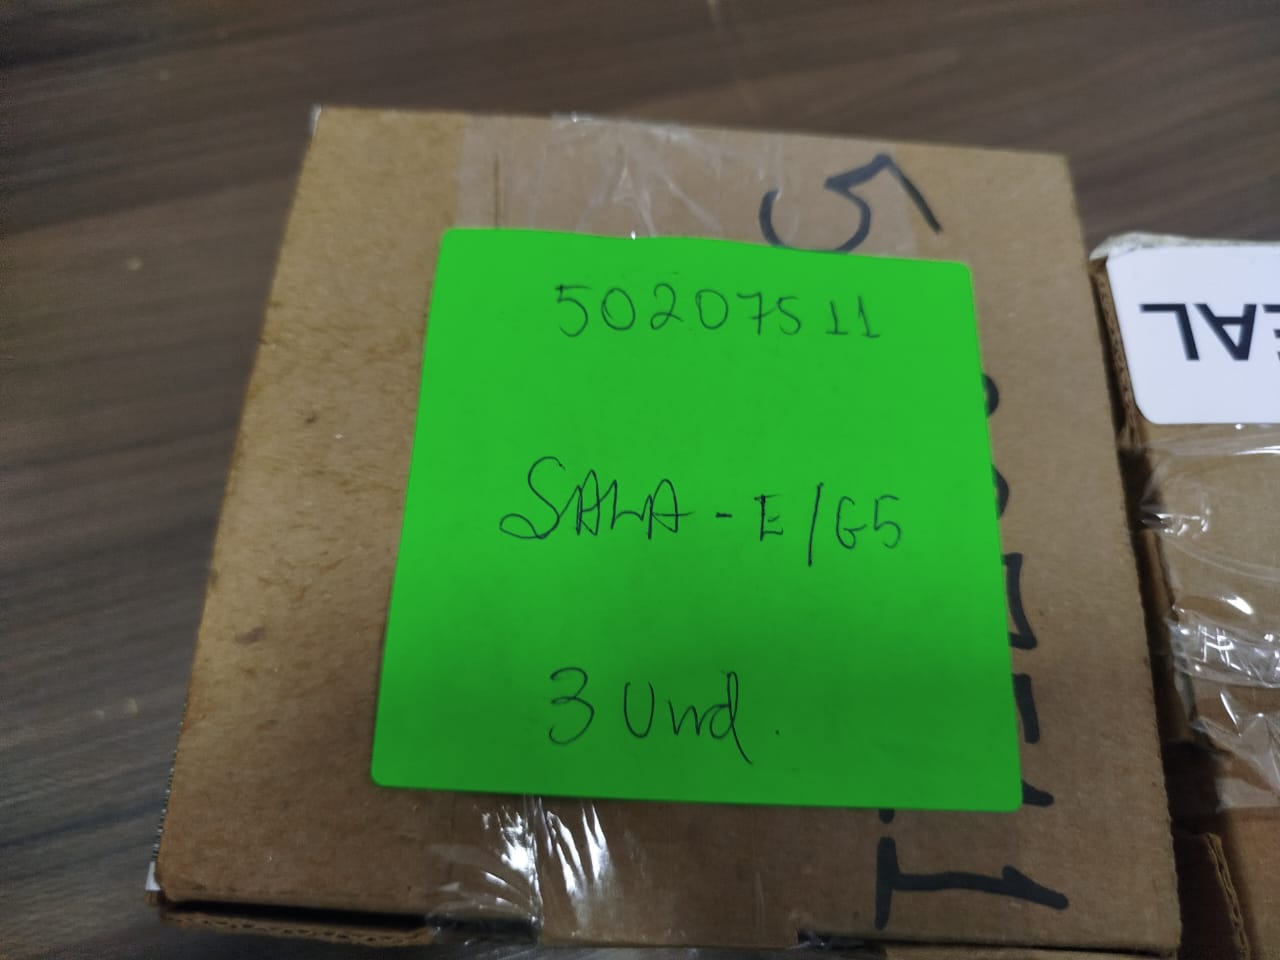 50207511
SALA - E/G5
3 Und.
EAL